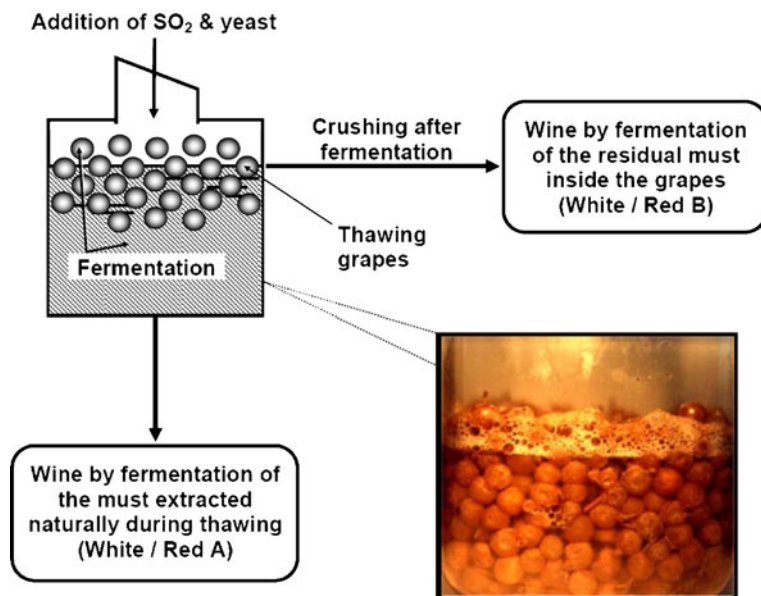 Addition of SO₂ & yeast
Crushing after
fermentation
Wine by fermentation
of the residual must
inside the grapes
(White / Red B)
Thawing
grapes
Fermentation
Wine by fermentation of
the must extracted
naturally during thawing
(White / Red A)